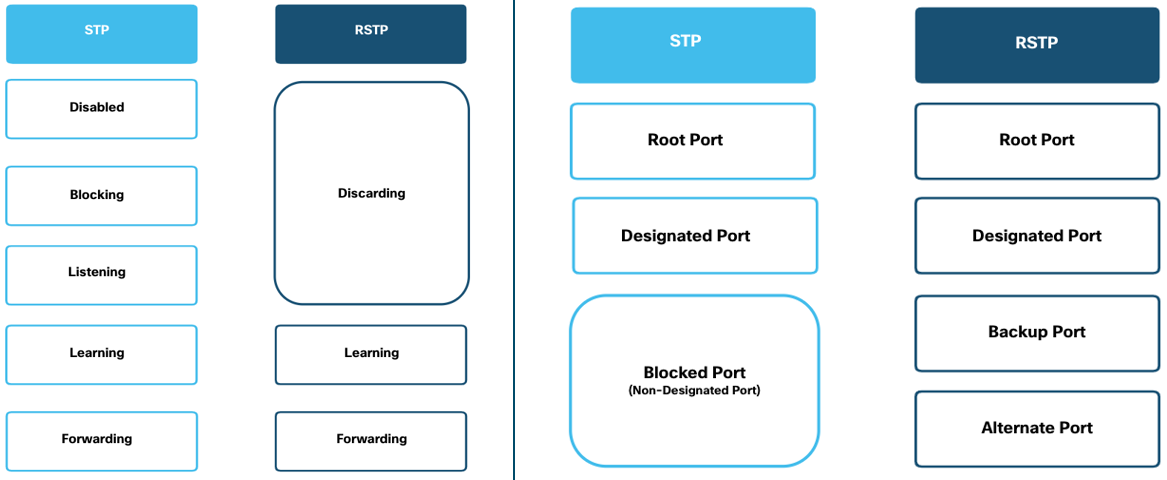 STP
RSTP
Disabled
Blocking
Listening
Discarding
Learning
Learning
Forwarding
Forwarding
STP
RSTP
Root Port
Root Port
Designated Port
Designated Port
Blocked Port
(Non-Designated Port)
Backup Port
Alternate Port